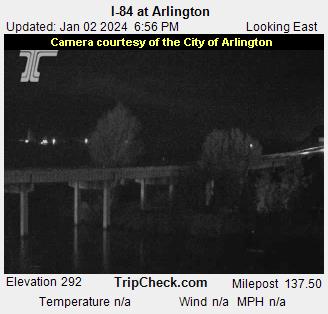 I-84 at Arlington
Updated: Jan 02 2024 6:56 PM Looking East
Camera courtesy of the City of Arlington
Elevation 292 TripCheck.com Milepost 137.50
Temperature n/a Wind n/a MPH n/a